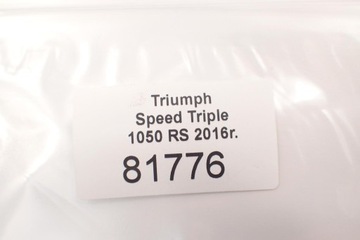 Triumph
Speed Triple
1050 RS 2016r.
81776